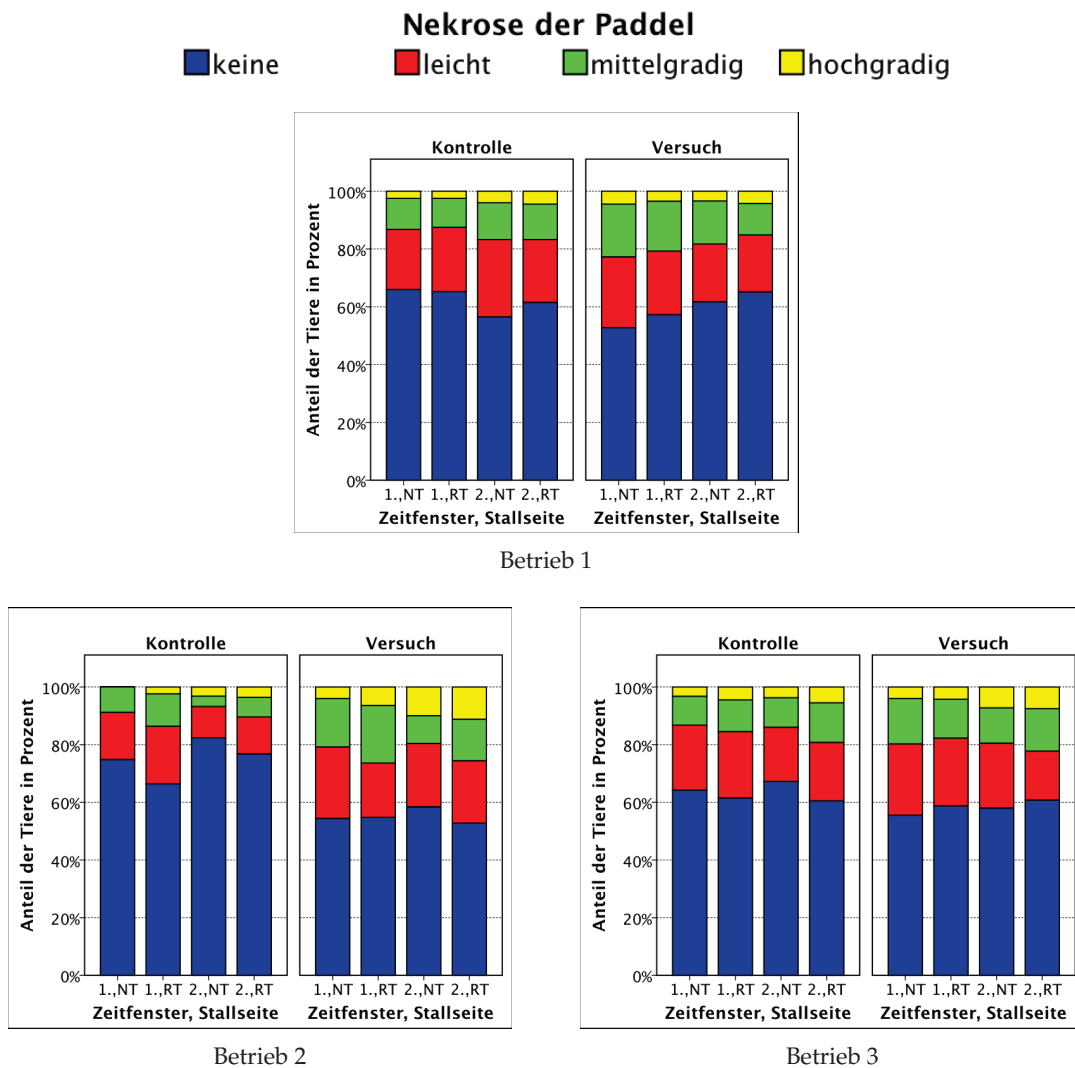 Nekrose der Paddel
keine leicht mittelgradig hochgradig
Kontrolle Versuch
Anteil der Tiere in Prozent
100%
80%
60%
40%
20%
0%
1.,NT 1.,RT 2.,NT 2.,RT 1.,NT 1.,RT 2.,NT 2.,RT
Zeitfenster, Stallseite Zeitfenster, Stallseite
Betrieb 1
Kontrolle Versuch
Anteil der Tiere in Prozent
100%
80%
60%
40%
20%
0%
1.,NT 1.,RT 2.,NT 2.,RT 1.,NT 1.,RT 2.,NT 2.,RT
Zeitfenster, Stallseite Zeitfenster, Stallseite
Betrieb 2
Kontrolle Versuch
Anteil der Tiere in Prozent
100%
80%
60%
40%
20%
0%
1.,NT 1.,RT 2.,NT 2.,RT 1.,NT 1.,RT 2.,NT 2.,RT
Zeitfenster, Stallseite Zeitfenster, Stallseite
Betrieb 3